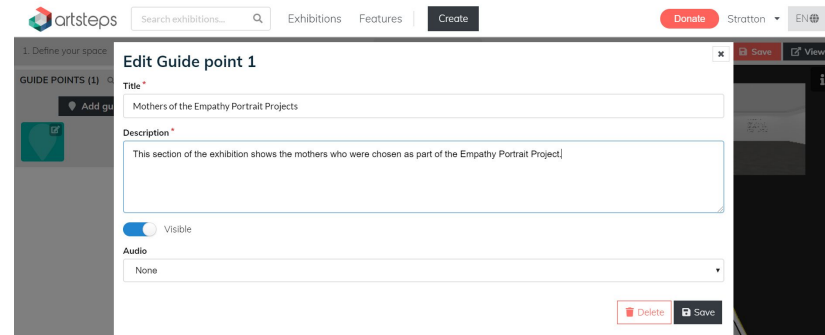 artsteps Search exhibitions... Exhibitions Features Create Donate Stratton EN
1. Define your space Save View
GUIDE POINTS (1)
Add gu
Edit Guide point 1
Title *
Mothers of the Empathy Portrait Projects
Description *
This section of the exhibition shows the mothers who were chosen as part of the Empathy Portrait Project.
Visible
Audio
None
Delete Save